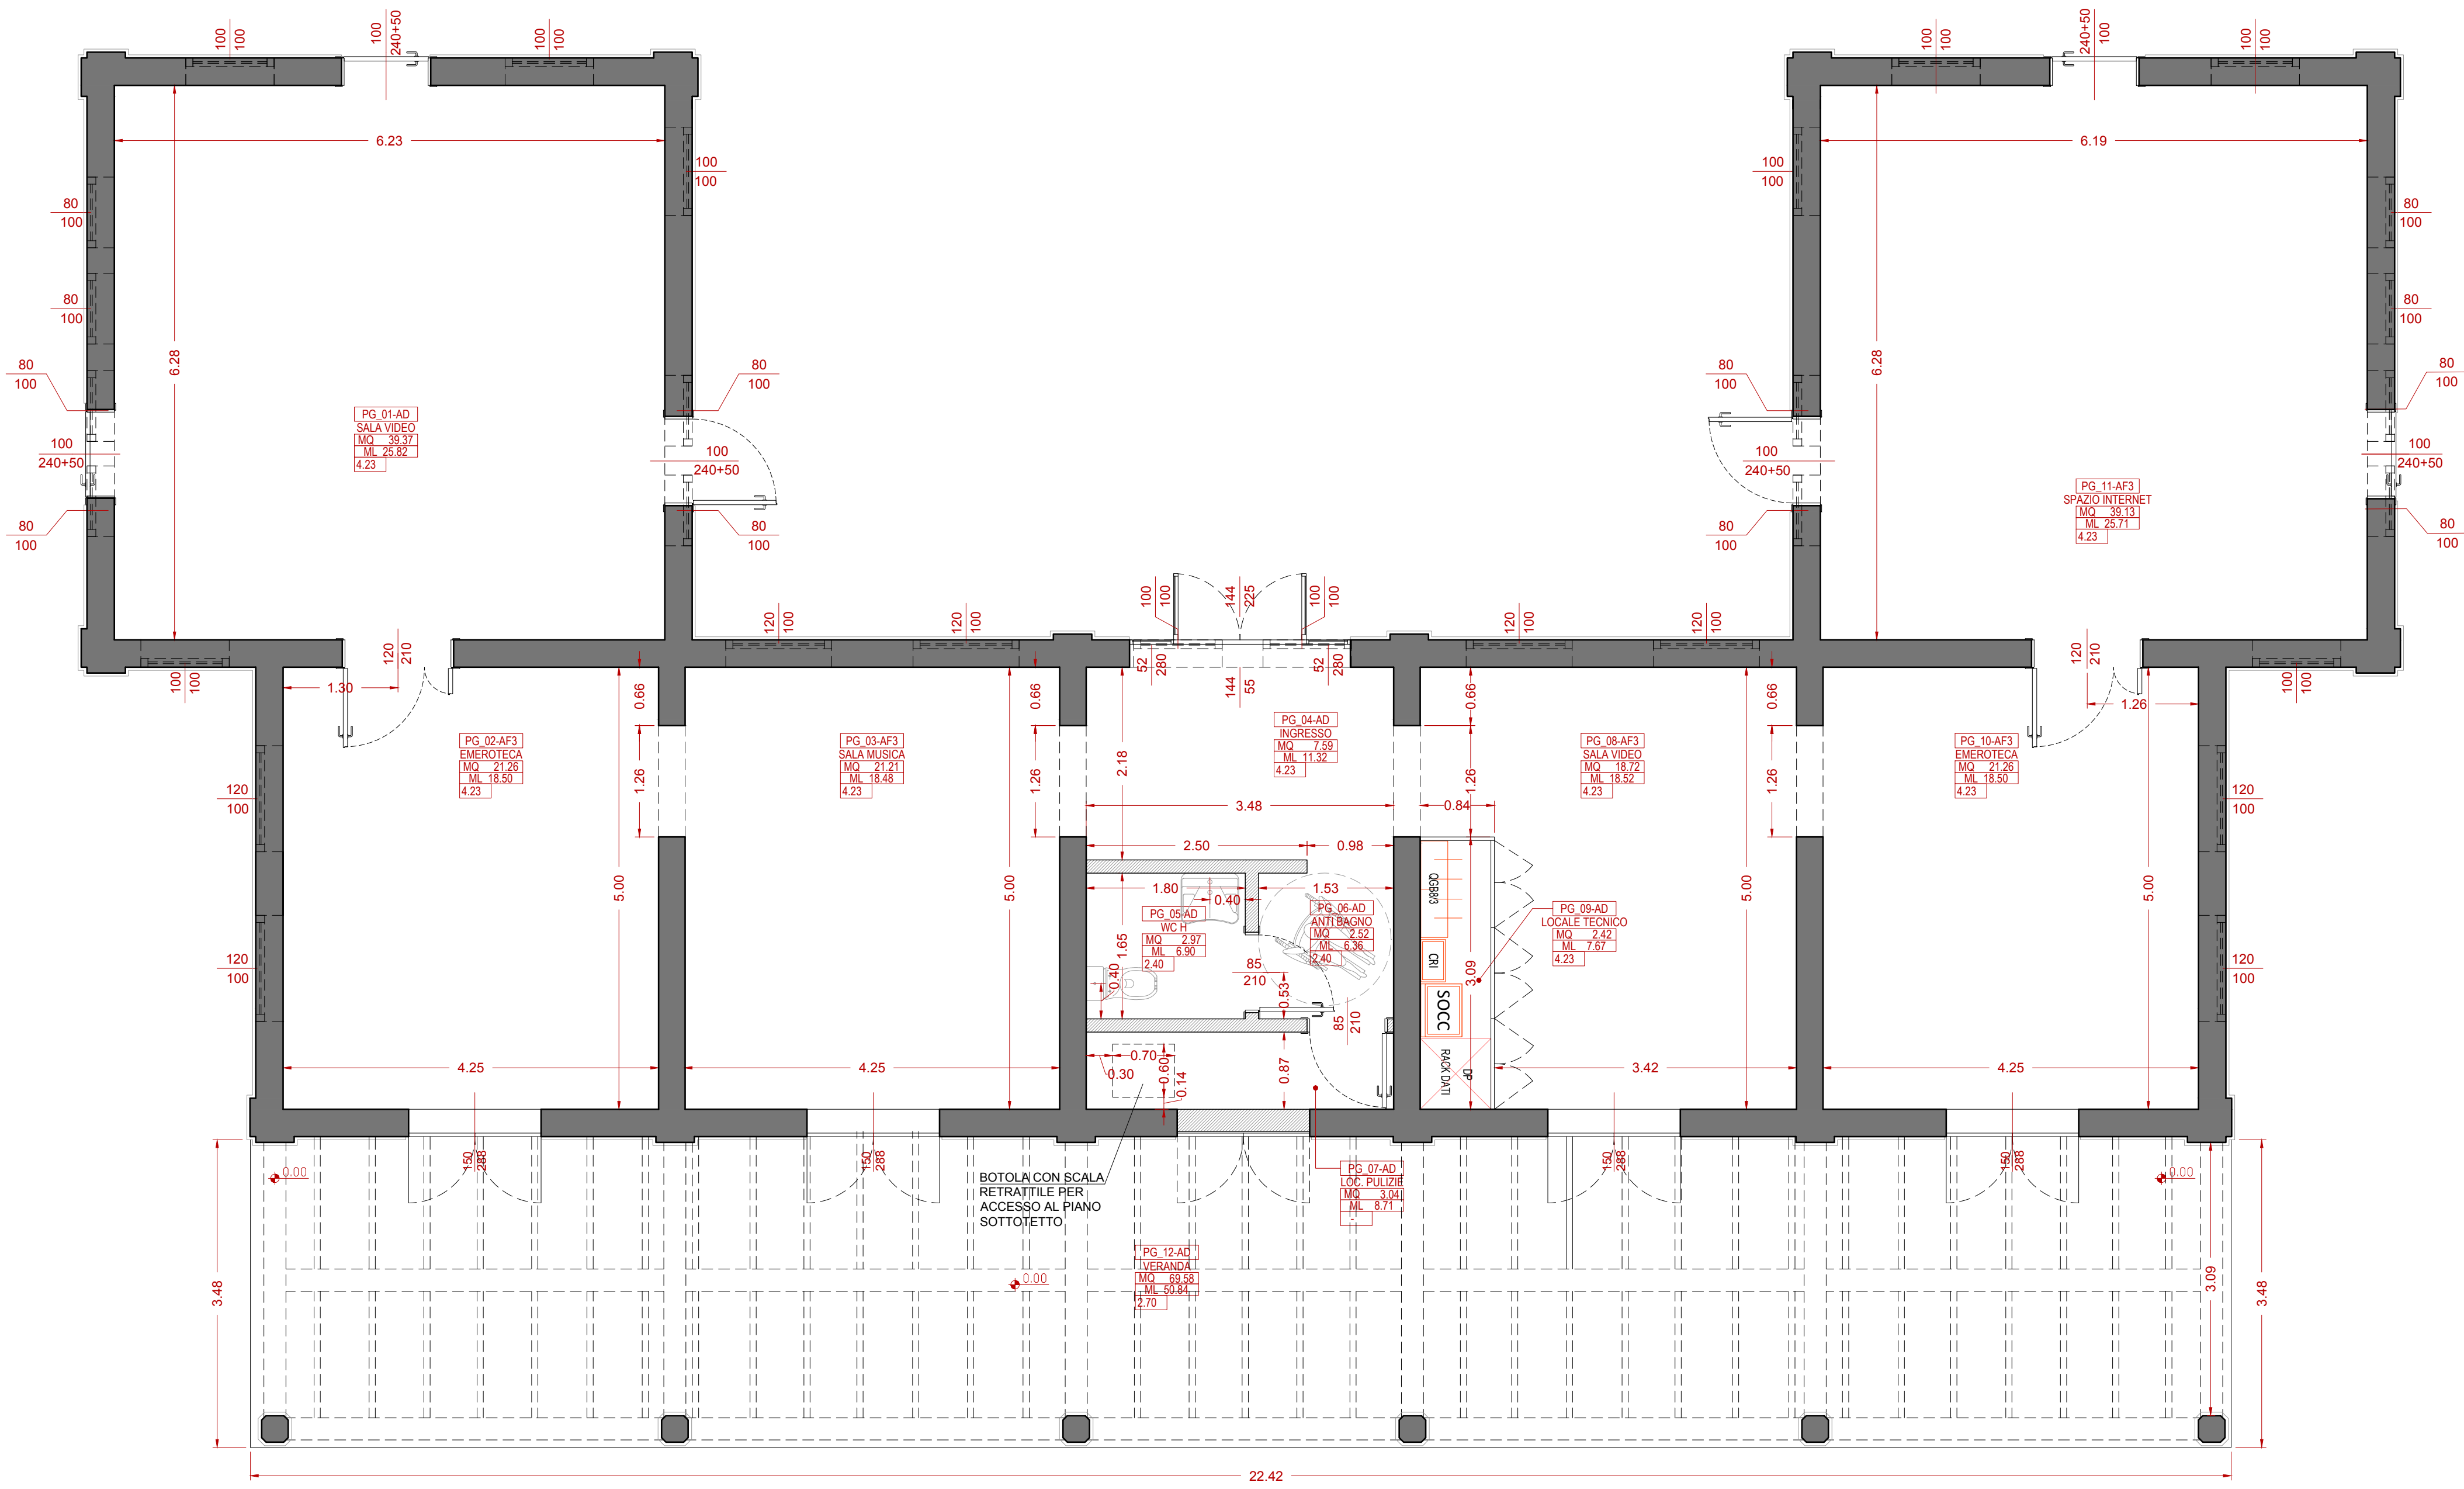 100
100
100
240+50
100
100
100
100
240+50
100
100
100
6.23
6.19
100
100
100
100
80
100
80
100
80
100
80
100
6.28
6.28
80
100
80
100
80
100
80
100
PG_01-AD
SALA VIDEO
MQ 39.37
ML 25.82
4.23
100
240+50
100
240+50
100
240+50
100
240+50
PG_11-AF3
SPAZIO INTERNET
MQ 39.13
ML 25.71
4.23
80
100
80
100
80
100
80
100
100
100
144
225
100
100
120
100
120
100
120
100
120
100
120
210
120
210
52
280
52
280
144
55
100
100
100
100
1.30
1.26
0.66
0.66
0.66
0.66
PG_02-AF3
EMEROTECA
MQ 21.26
ML 18.50
4.23
PG_03-AF3
SALA MUSICA
MQ 21.21
ML 18.48
4.23
PG_04-AD
INGRESSO
MQ 7.59
ML 11.32
4.23
PG_08-AF3
SALA VIDEO
MQ 18.72
ML 18.52
4.23
PG_10-AF3
EMEROTECA
MQ 21.26
ML 18.50
4.23
2.18
1.26
1.26
1.26
1.26
120
100
120
100
3.48
0.84
2.50
0.98
5.00
5.00
5.00
5.00
1.80
1.53
0.40
QGB8/3
PG_05-AD
WC H
MQ 2.97
ML 6.90
2.40
PG_06-AD
ANTI BAGNO
MQ 2.52
ML 6.36
2.40
PG_09-AD
LOCALE TECNICO
MQ 2.42
ML 7.67
4.23
1.65
0.40
85
210
0.53
85
210
CRI
SOCC
3.09
120
100
120
100
RACK DATI
DP
4.25
4.25
0.70
0.30
0.60
0.14
0.87
3.42
4.25
150
288
150
288
150
288
150
288
0.00
0.00
BOTOLA CON SCALA
RETRATTILE PER
ACCESSO AL PIANO
SOTTOTETTO
PG_07-AD
LOC. PULIZIE
MQ 3.04
ML 8.71
-
PG_12-AD
VERANDA
MQ 69.58
ML 50.84
2.70
0.00
3.48
3.09
3.48
22.42